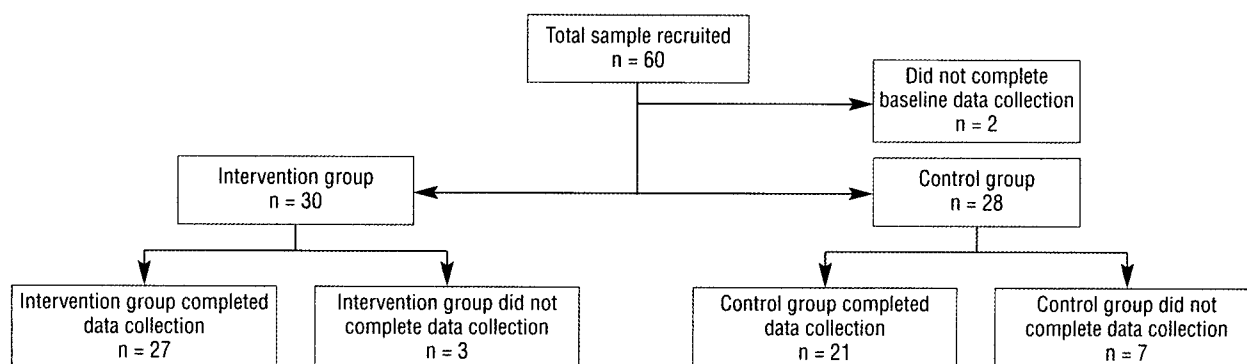 Total sample recruited
n = 60
Did not complete
baseline data collection
n = 2
Intervention group
n = 30
Control group
n = 28
Intervention group completed
data collection
n = 27
Intervention group did not
complete data collection
n = 3
Control group completed
data collection
n = 21
Control group did not
complete data collection
n = 7